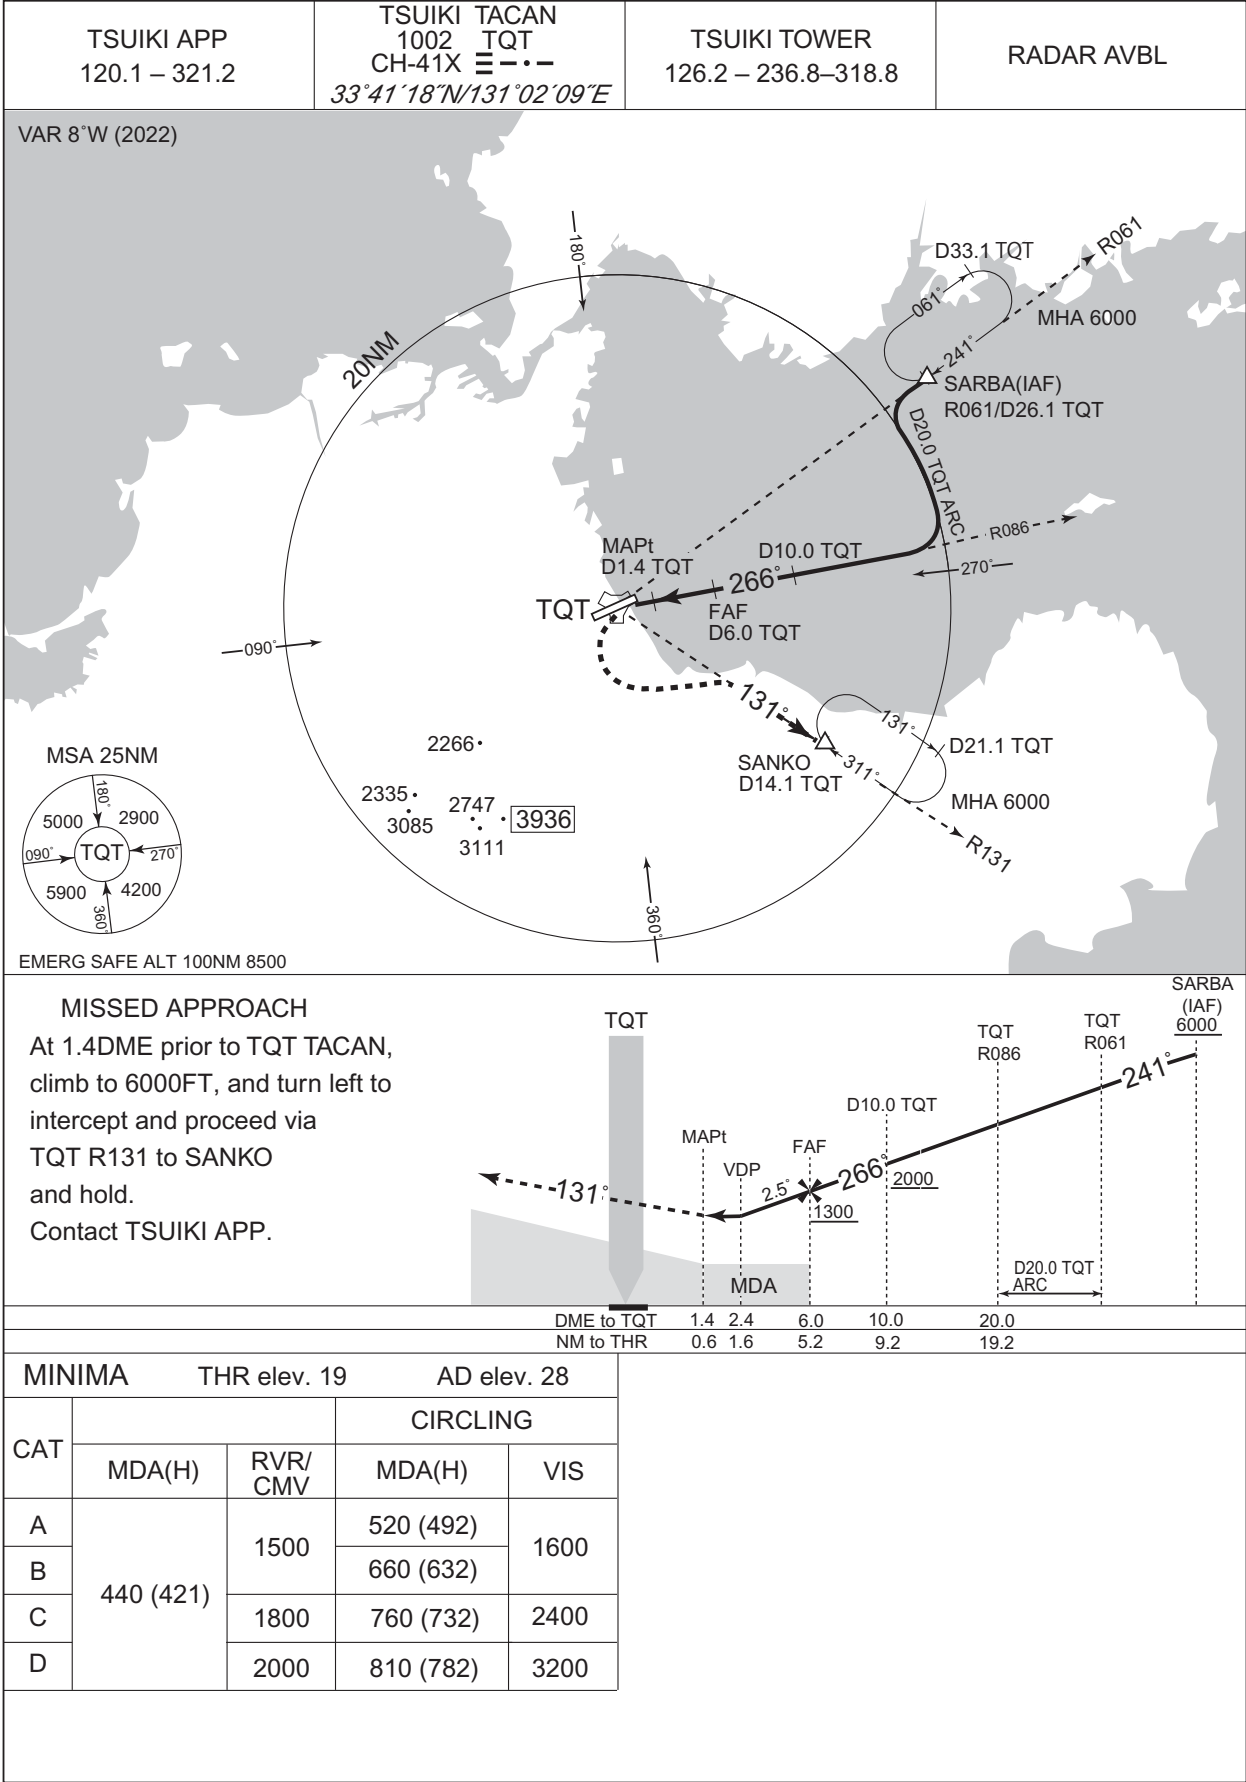 TSUIKI APP
120.1 – 321.2
TSUIKI TACAN
1002 TQT
CH-41X
33˚41´18˝N/131˚02´09˝E
TSUIKI TOWER
126.2 – 236.8–318.8
RADAR AVBL
VAR 8˚W (2022)
180˚
D33.1 TQT
R061
061˚
MHA 6000
241˚
20NM
SARBA(IAF)
R061/D26.1 TQT
D20.0 TQT ARC
R086
MAPt
D1.4 TQT
D10.0 TQT
266˚
270˚
TQT
FAF
D6.0 TQT
090˚
131˚
131˚
D21.1 TQT
SANKO
D14.1 TQT
311˚
MHA 6000
R131
2266
2335
3085
2747
3936
3111
360˚
MSA 25NM
180˚
5000
2900
090˚
TQT
270˚
5900
4200
360˚
EMERG SAFE ALT 100NM 8500
MISSED APPROACH
At 1.4DME prior to TQT TACAN,
climb to 6000FT, and turn left to
intercept and proceed via
TQT R131 to SANKO
and hold.
Contact TSUIKI APP.
SARBA
(IAF)
6000
TQT
TQT
R086
TQT
R061
241˚
D10.0 TQT
MAPt
FAF
VDP
266˚
2000
2.5˚
131˚
1300
MDA
D20.0 TQT
ARC
DME to TQT 1.4 2.4 6.0 10.0 20.0
NM to THR 0.6 1.6 5.2 9.2 19.2
MINIMA THR elev. 19 AD elev. 28
CAT
CIRCLING
MDA(H)
RVR/
CMV
MDA(H)
VIS
A
520 (492)
1500
1600
B
660 (632)
440 (421)
C
1800
760 (732)
2400
D
2000
810 (782)
3200